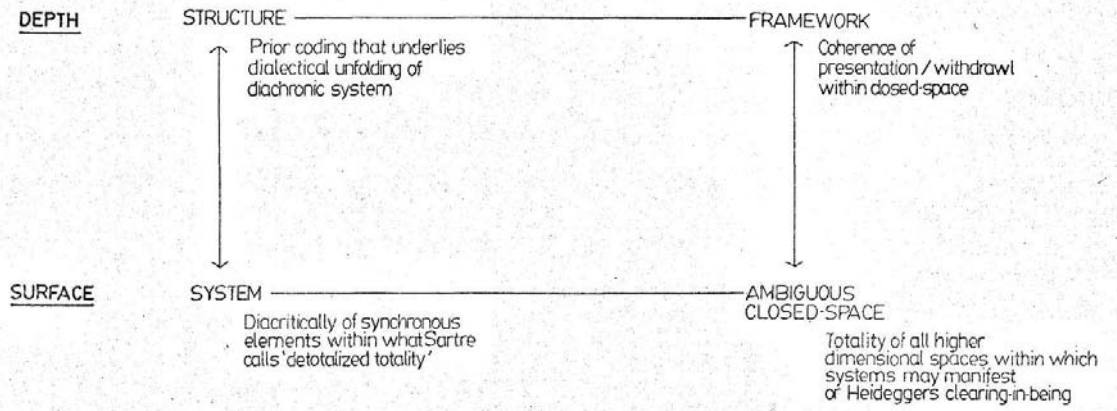 DEPTH
STRUCTURE
FRAMEWORK
Prior coding that underlies
dialectical unfolding of
diachronic system
Coherence of
presentation / withdrawl
within closed-space
SURFACE
SYSTEM
AMBIGUOUS
CLOSED-SPACE
Diacritically of synchronous
elements within what Sartre
calls 'detotalized totality'
Totality of all higher
dimensional spaces within which
systems may manifest
or Heideggers clearing-in-being